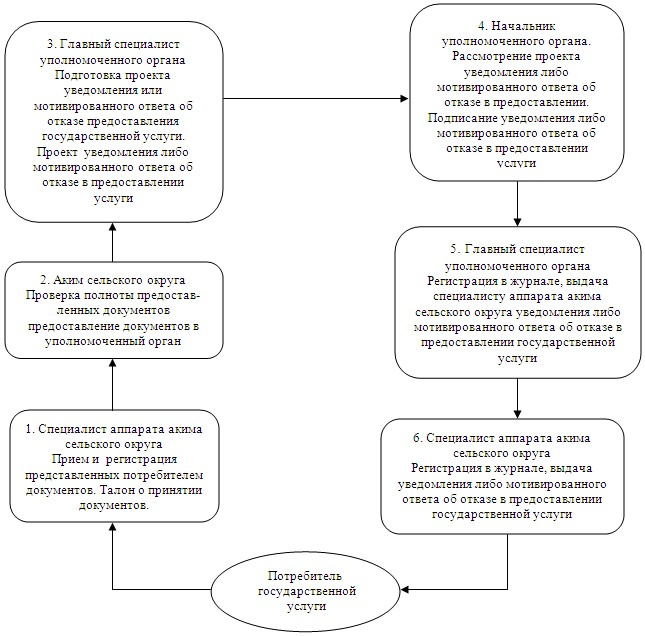 3. Главный специалист
уполномоченного органа
Подготовка проекта
уведомления или
мотивированного ответа об
отказе предоставления
государственной услуги.
Проект уведомления либо
мотивированного ответа об
отказе в предоставлении
услуги
4. Начальник
уполномоченного органа.
Рассмотрение проекта
уведомления либо
мотивированного ответа об
отказе в предоставлении.
Подписание уведомления либо
мотивированного ответа об
отказе в предоставлении
услуги
2. Аким сельского округа
Проверка полноты предостав-
ленных документов
предоставление документов в
уполномоченный орган
5. Главный специалист
уполномоченного органа
Регистрация в журнале, выдача
специалисту аппарата акима
сельского округа уведомления либо
мотивированного ответа об отказе в
предоставлении государственной
услуги
1. Специалист аппарата акима
сельского округа
Прием и регистрация
представленных потребителем
документов. Талон о принятии
документов.
6. Специалист аппарата акима
сельского округа
Регистрация в журнале, выдача
уведомления либо мотивированного
ответа об отказе в предоставлении
государственной услуги
Потребитель
государственной
услуги